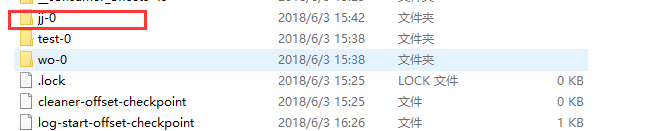 jj-0 2018/6/3 15:42 文件夹
test-0 2018/6/3 15:38 文件夹
wo-0 2018/6/3 15:38 文件夹
.lock 2018/6/3 15:25 LOCK 文件 0 KB
cleaner-offset-checkpoint 2018/6/3 15:25 文件 0 KB
log-start-offset-checkpoint 2018/6/3 16:26 文件 1 KB